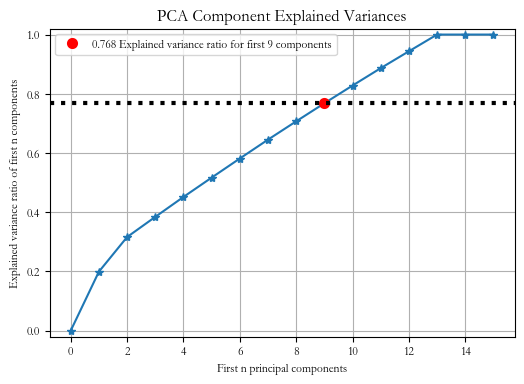 PCA Component Explained Variances
0.768 Explained variance ratio for first 9 components
Explained variance ratio of first n components
1.0
0.8
0.6
0.4
0.2
0.0
0 2 4 6 8 10 12 14
First n principal components